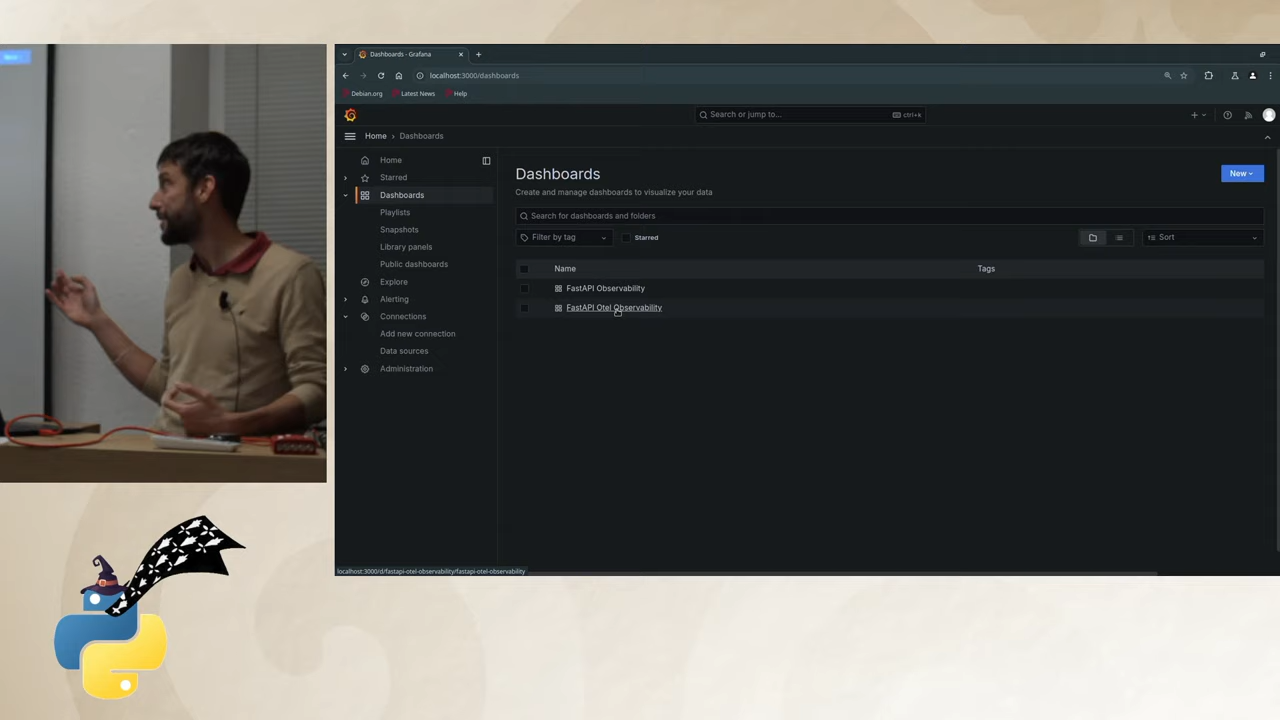 Dashboards - Grafana
localhost:3000/dashboards
Debian.org
Latest News
Help
Search or jump to...
ctrl+k
Home
Dashboards
Home
Starred
Dashboards
Playlists
Snapshots
Library panels
Public dashboards
Explore
Alerting
Connections
Add new connection
Data sources
Administration
Dashboards
New
Create and manage dashboards to visualize your data
Search for dashboards and folders
Filter by tag
Starred
Sort
Name
Tags
FastAPI Observability
FastAPI Otel Observability
localhost:3000/d/fastapi-otel-observability/fastapi-otel-observability